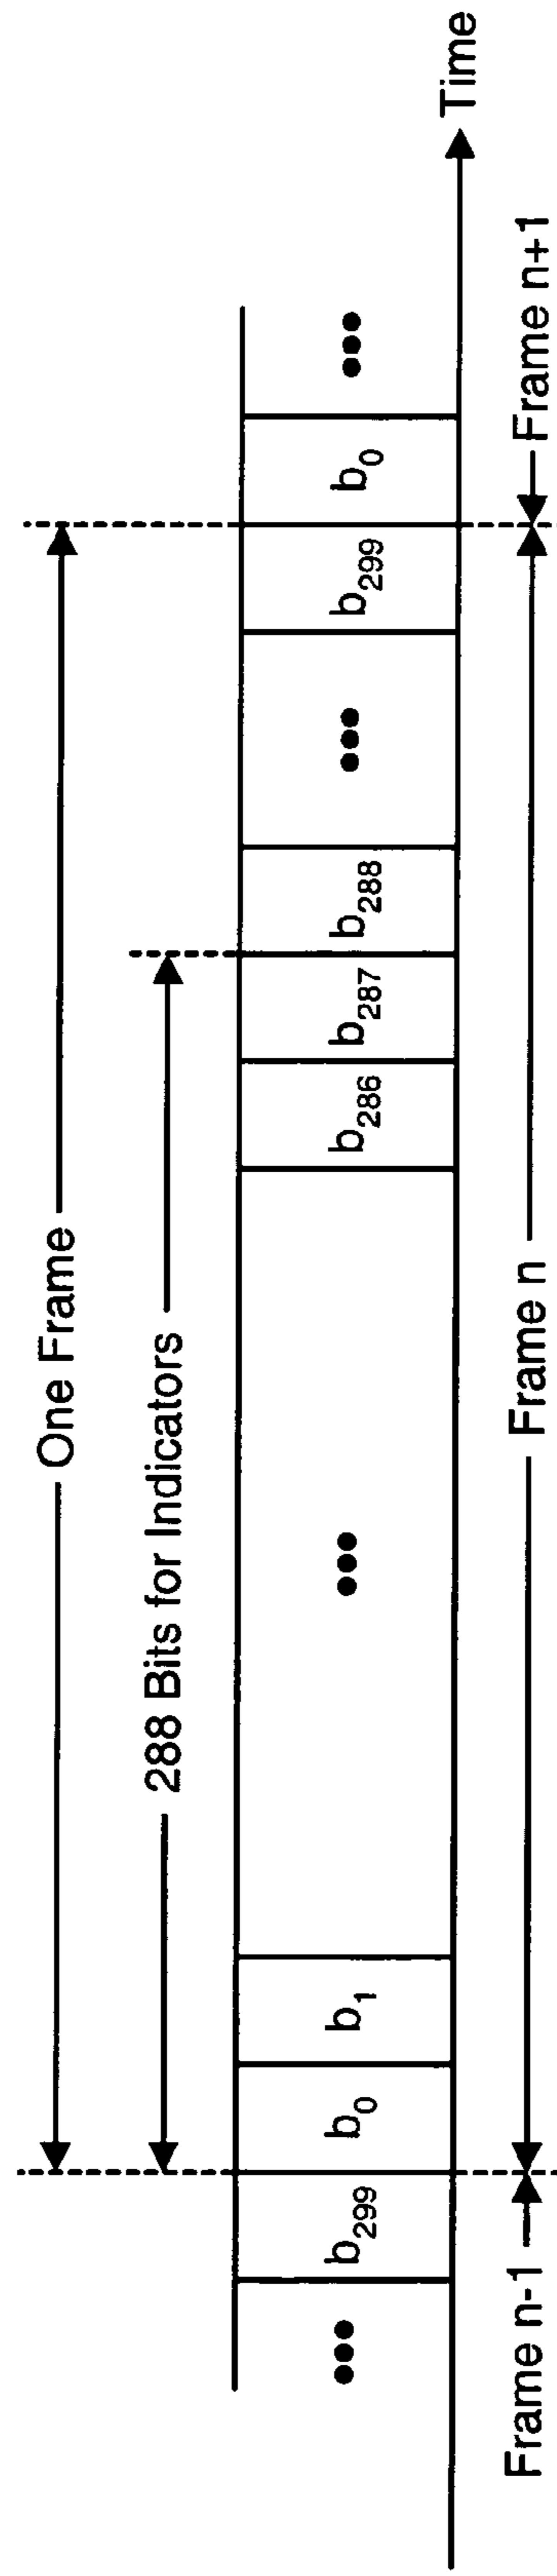 One Frame
288 Bits for Indicators
••• b₂₉₉ b₀ b₁ ••• b₂₈₆ b₂₈₇ b₂₈₈ ••• b₂₉₉ b₀ •••
Time
Frame n-1 Frame n Frame n+1